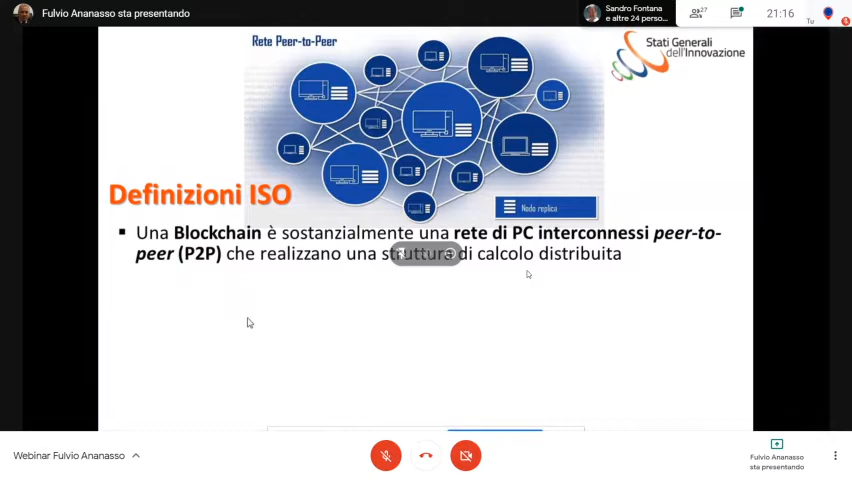 Fulvio Ananasso sta presentando
Sandro Fontana
e altre 24 perso...
27
21:16
Tu
Rete Peer-to-Peer
Stati Generali
dell'Innovazione
Nodo replica
Definizioni ISO
Una Blockchain è sostanzialmente una rete di PC interconnessi peer-to-
peer (P2P) che realizzano una struttura di calcolo distribuita
Webinar Fulvio Ananasso
Fulvio Ananasso
sta presentando